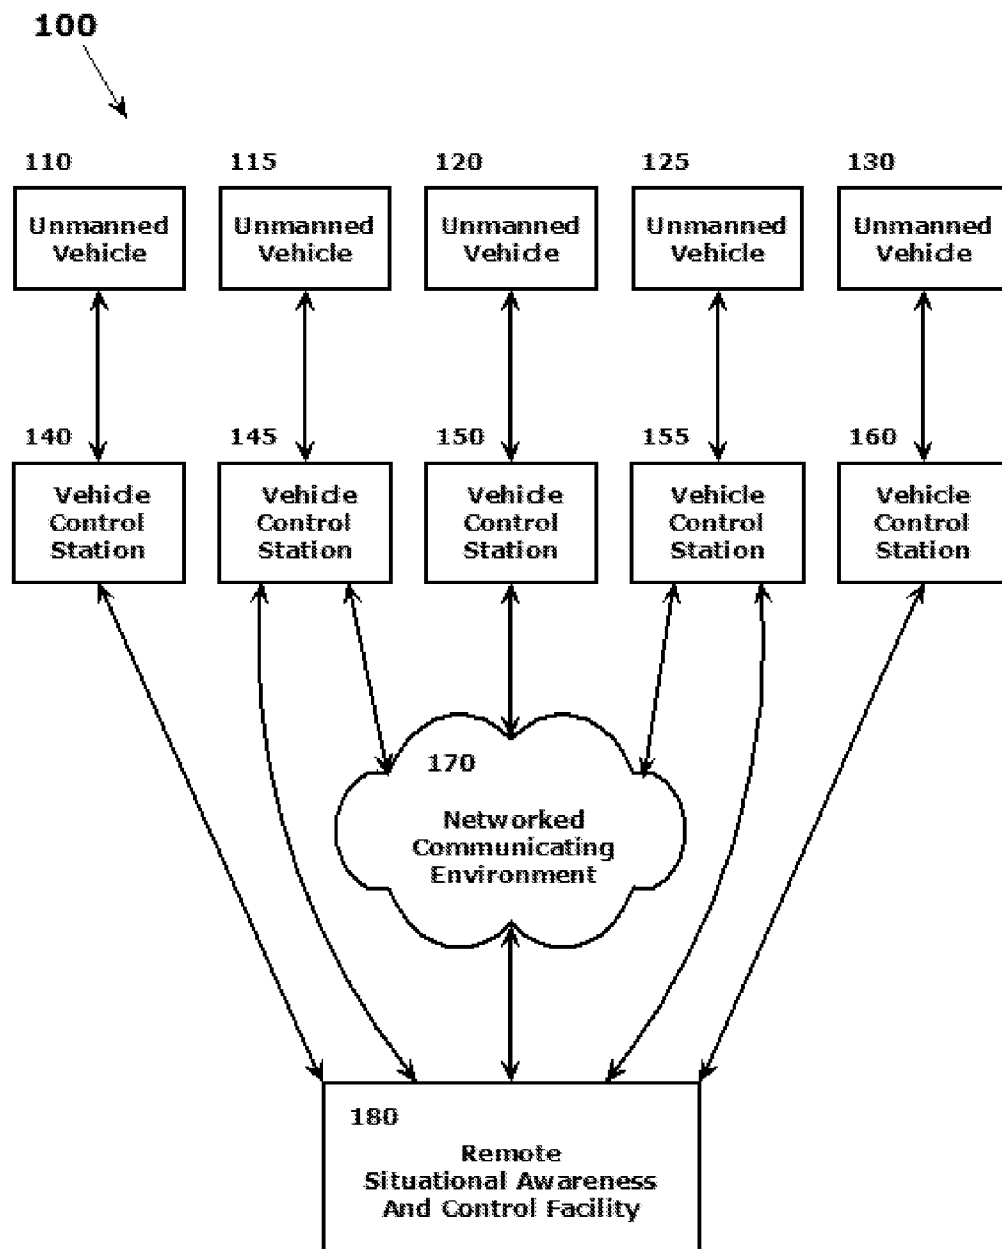 100
110
115
120
125
130
Unmanned
Vehicle
Unmanned
Vehicle
Unmanned
Vehicle
Unmanned
Vehicle
Unmanned
Vehicle
140
145
150
155
160
Vehicle
Control
Station
Vehicle
Control
Station
Vehicle
Control
Station
Vehicle
Control
Station
Vehicle
Control
Station
170
Networked
Communicating
Environment
180
Remote
Situational Awareness
And Control Facility